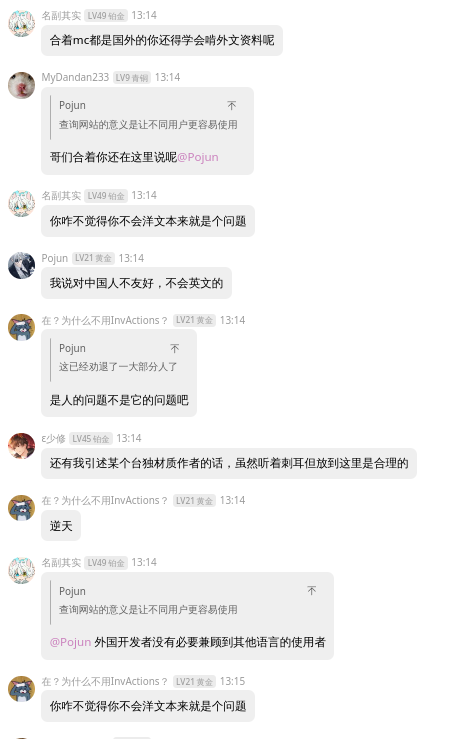 名副其实 LV49 铂金 13:14
合着mc都是国外的你还得学会啃外文资料呢
MyDandan233 LV9 青铜 13:14
Pojun
查询网站的意义是让不同用户更容易使用
哥们合着你还在这里说呢@Pojun
名副其实 LV49 铂金 13:14
你咋不觉得你不会洋文本来就是个问题
Pojun LV21 黄金 13:14
我说对中国人不友好，不会英文的
在？为什么不用InvActions？ LV21 黄金 13:14
Pojun
这已经劝退了一大部分人了
是人的问题不是它的问题吧
ε少修 LV45 铂金 13:14
还有我引述某个台独材质作者的话，虽然听着刺耳但放到这里是合理的
在？为什么不用InvActions？ LV21 黄金 13:14
逆天
名副其实 LV49 铂金 13:14
Pojun
查询网站的意义是让不同用户更容易使用
@Pojun 外国开发者没有必要兼顾到其他语言的使用者
在？为什么不用InvActions？ LV21 黄金 13:15
你咋不觉得你不会洋文本来就是个问题